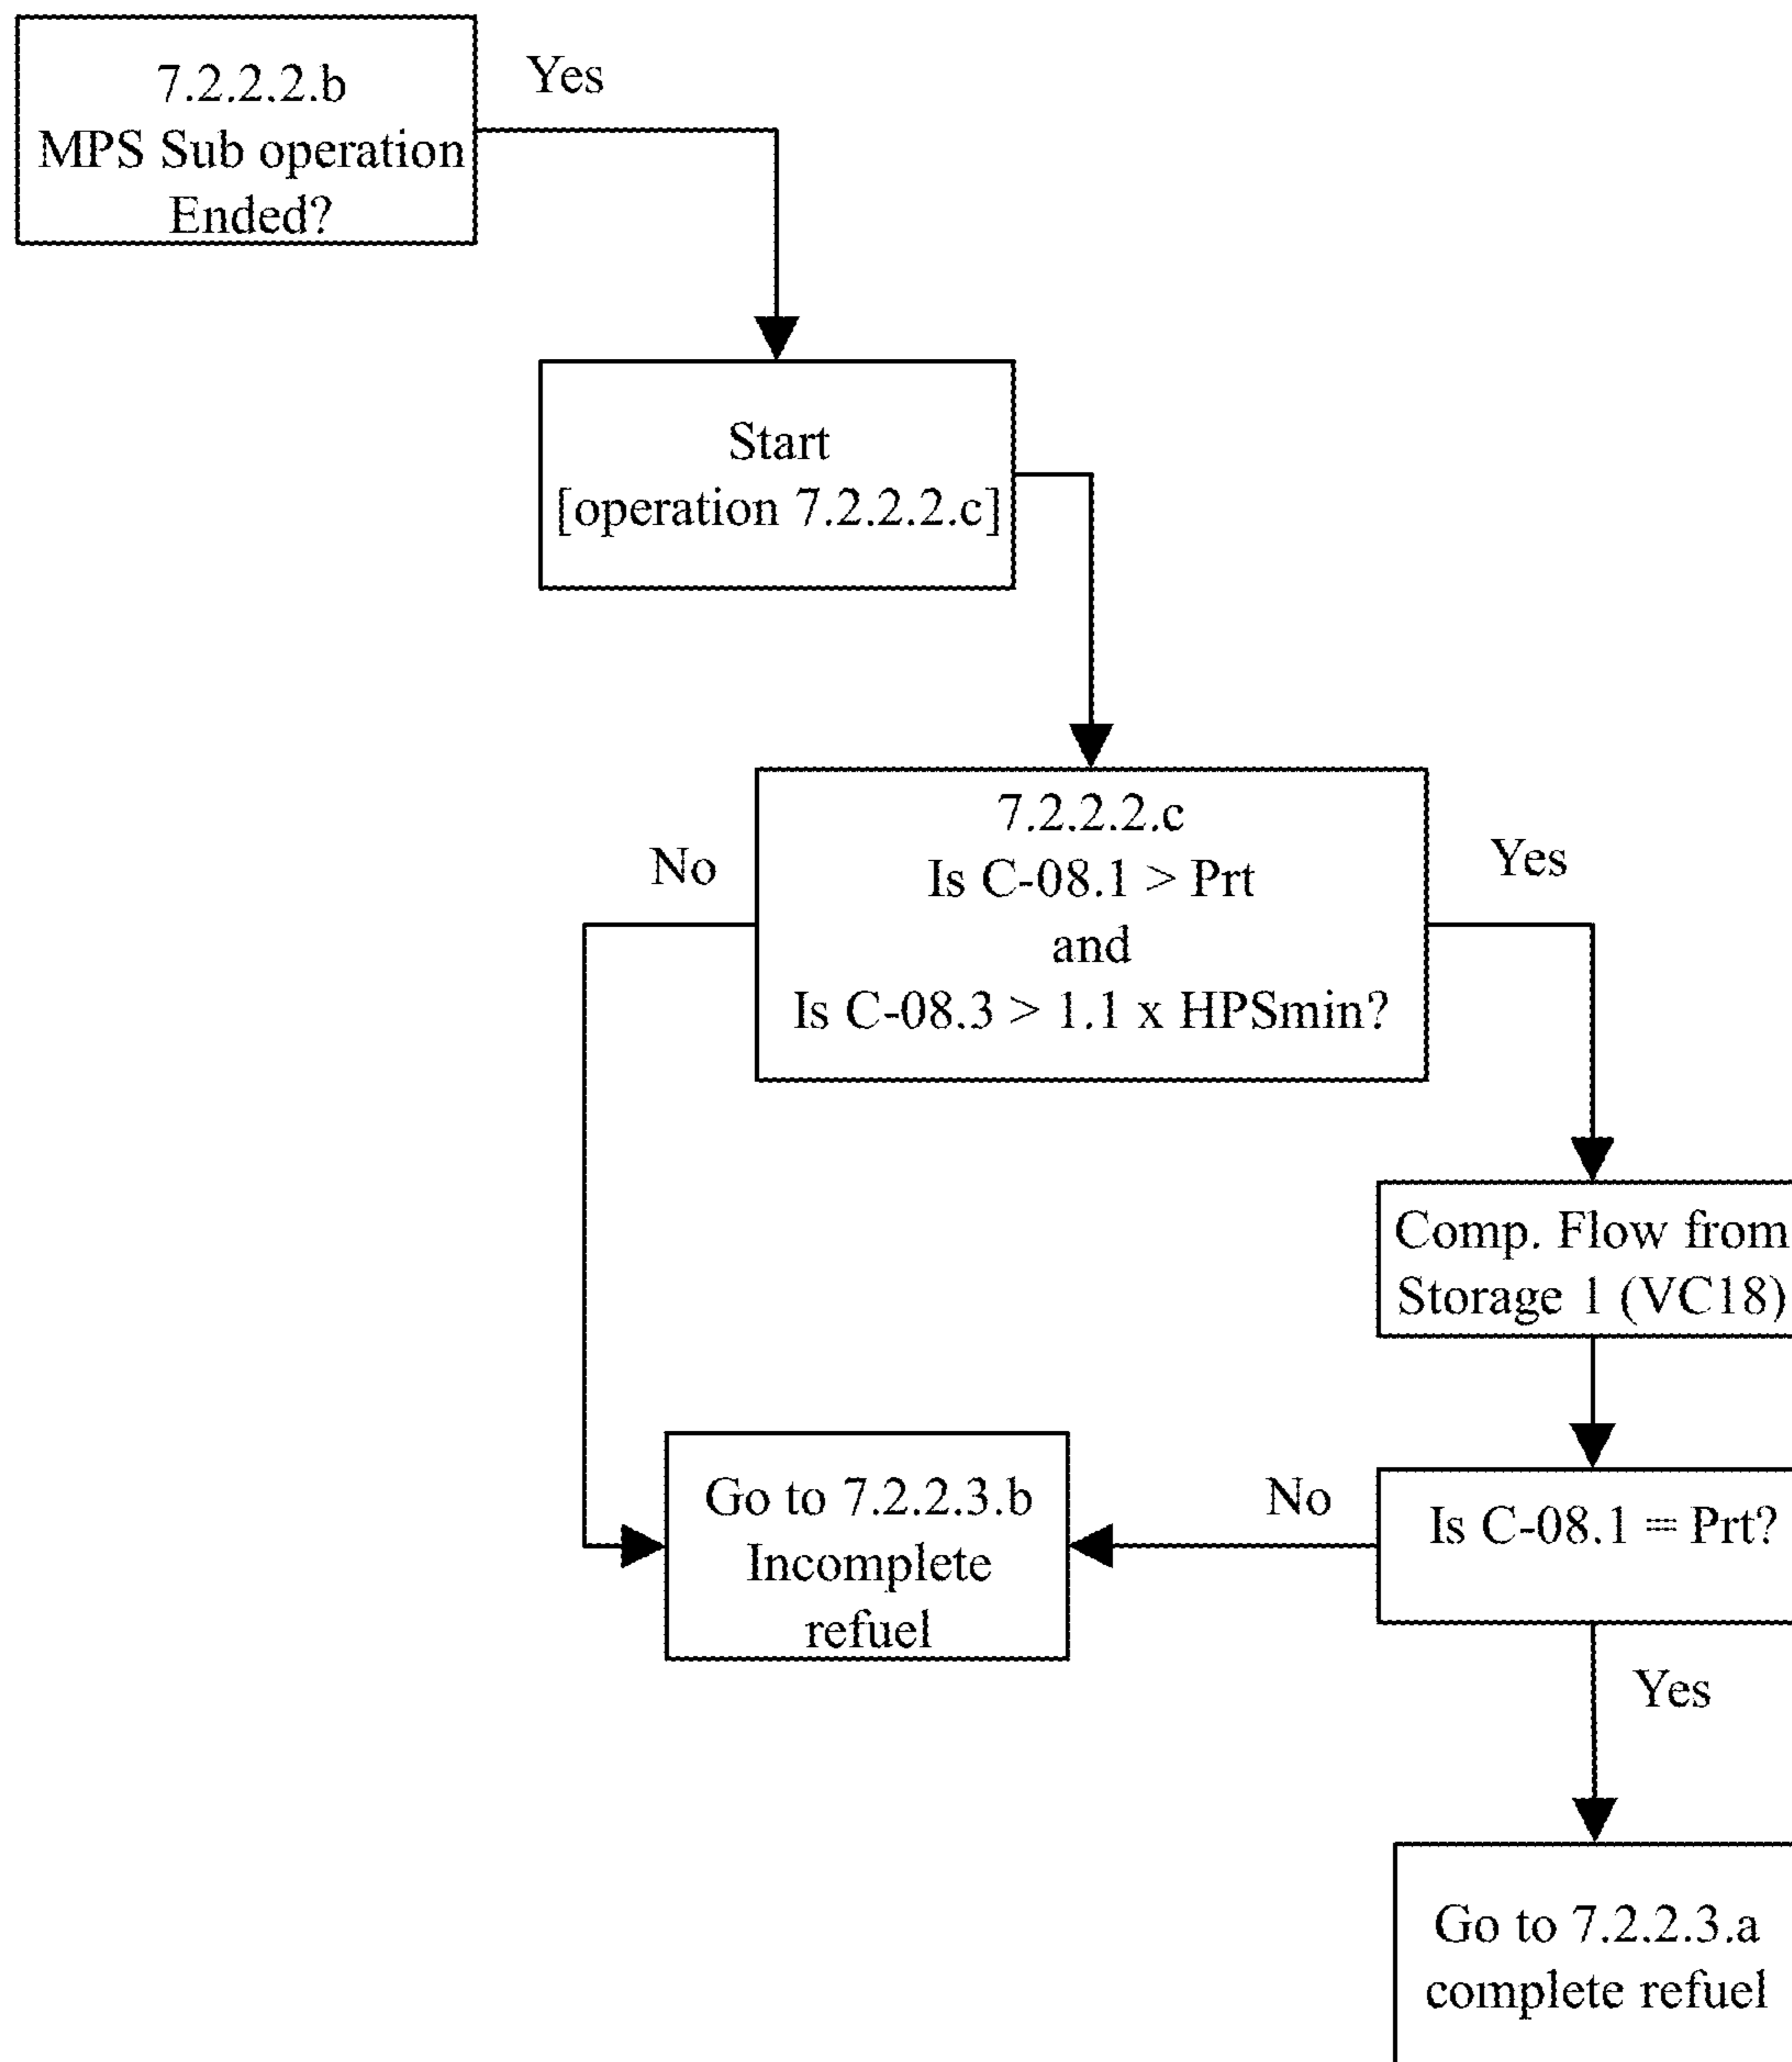 7.2.2.2.b
MPS Sub operation
Ended?
Yes
Start
[operation 7.2.2.2.c]
7.2.2.2.c
Is C-08.1 > Prt
and
Is C-08.3 > 1.1 x HPSmin?
No
Yes
Comp. Flow from
Storage 1 (VC18)
Is C-08.1 = Prt?
No
Go to 7.2.2.3.b
Incomplete
refuel
Yes
Go to 7.2.2.3.a
complete refuel